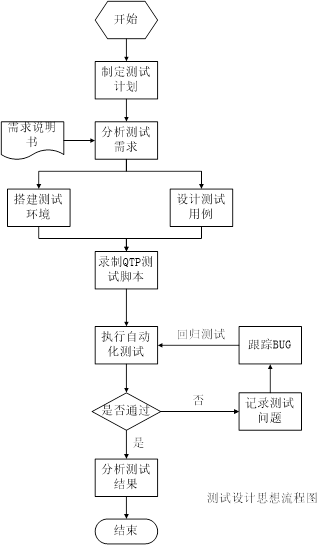 开始
制定测试
计划
需求说明
书
分析测试
需求
搭建测试
环境
设计测试
用例
录制QTP测
试脚本
执行自动
化测试
回归测试
跟踪BUG
是否通过
否
记录测试
问题
是
分析测试
结果
测试设计思想流程图
结束